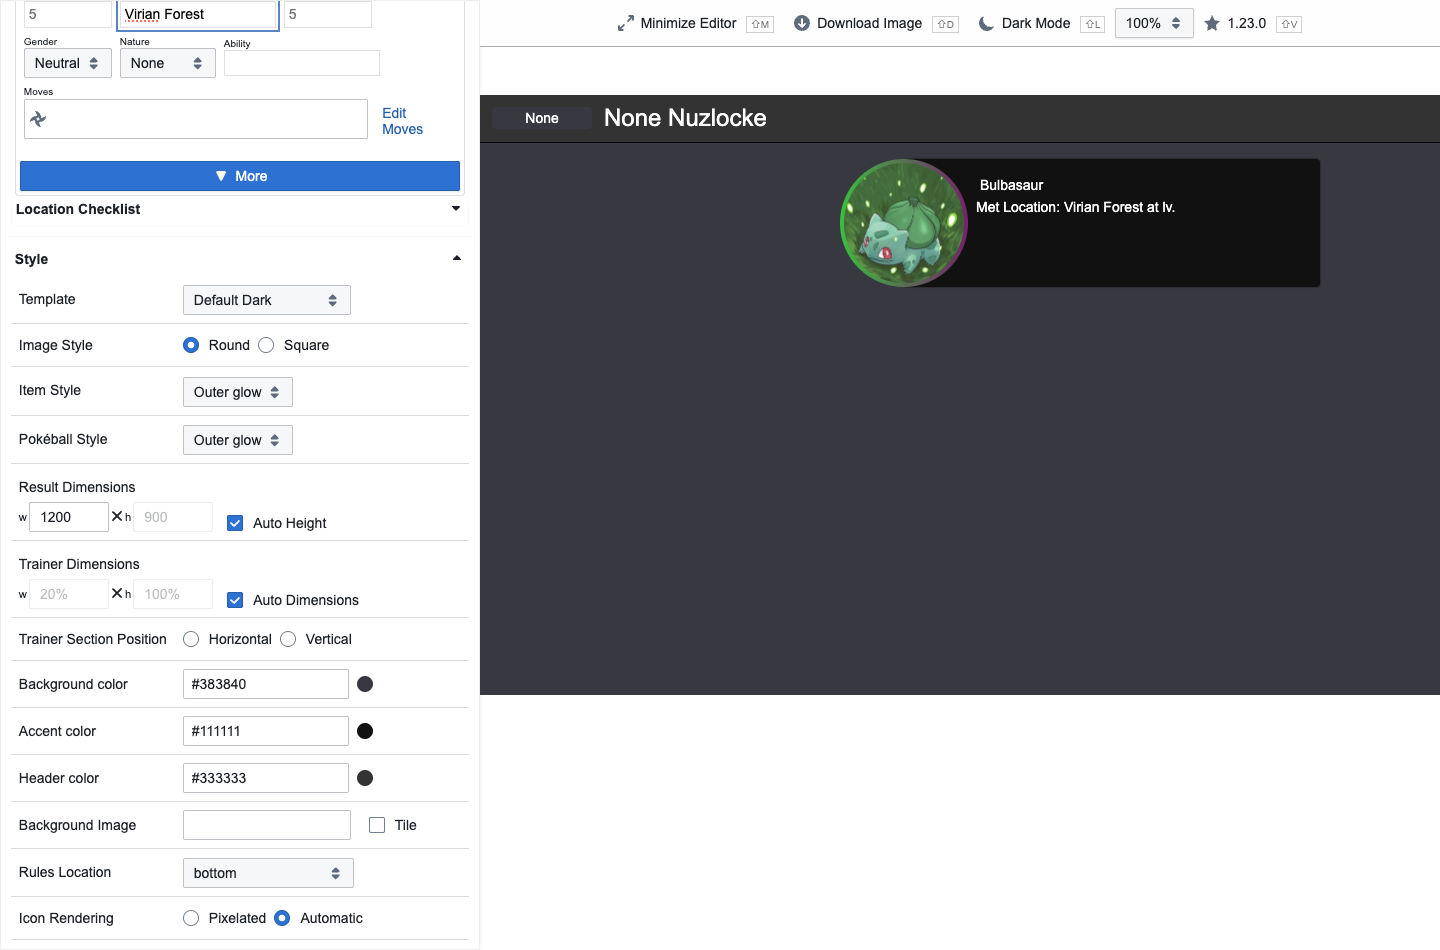 5
Virian Forest
5
Minimize Editor ⇧M
Download Image ⇧D
Dark Mode ⇧L
100%
1.23.0 ⇧V
Gender
Nature
Ability
Neutral
None
Moves
Edit
Moves
More
Location Checklist
Style
Template
Default Dark
Image Style
Round
Square
Item Style
Outer glow
Pokéball Style
Outer glow
Result Dimensions
w 1200 h 900
Auto Height
Trainer Dimensions
w 20% h 100%
Auto Dimensions
Trainer Section Position
Horizontal
Vertical
Background color
#383840
Accent color
#111111
Header color
#333333
Background Image
Tile
Rules Location
bottom
Icon Rendering
Pixelated
Automatic
None
None Nuzlocke
Bulbasaur
Met Location: Virian Forest at lv.